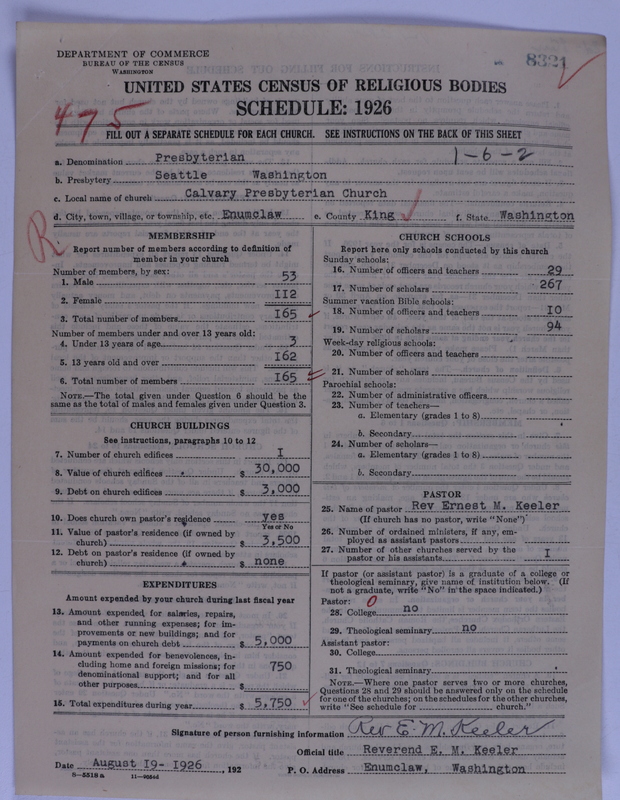 DEPARTMENT OF COMMERCE
BUREAU OF THE CENSUS
WASHINGTON
8321
UNITED STATES CENSUS OF RELIGIOUS BODIES
SCHEDULE: 1926
475
FILL OUT A SEPARATE SCHEDULE FOR EACH CHURCH. SEE INSTRUCTIONS ON THE BACK OF THIS SHEET
1-6-2
a. Denomination Presbyterian
b. Presbytery Seattle Washington
c. Local name of church Calvary Presbyterian Church
d. City, town, village, or township, etc. Enumclaw e. County King f. State Washington
R
MEMBERSHIP
Report number of members according to definition of
member in your church
Number of members, by sex:
1. Male 53
2. Female 112
3. Total number of members 165
Number of members under and over 13 years old:
4. Under 13 years of age 3
5. 13 years old and over 162
6. Total number of members 165
NOTE.—The total given under Question 6 should be
same as the total of males and females given under Question 3.
CHURCH BUILDINGS
See instructions, paragraphs 10 to 12
7. Number of church edifices 1
8. Value of church edifices $ 30,000
9. Debt on church edifices $ 3,000
10. Does church own pastor's residence yes
Yes or No
11. Value of pastor's residence (if owned by
church) $ 3,500
12. Debt on pastor's residence (if owned by
church) $ none
EXPENDITURES
Amount expended by your church during last fiscal year
13. Amount expended for salaries, repairs,
and other running expenses; for im-
provements or new buildings; and for
payments on church debt $ 5,000
14. Amount expended for benevolences, in-
cluding home and foreign missions; for 750
denominational support; and for all
other purposes $
15. Total expenditures during year $ 5,750
CHURCH SCHOOLS
Report here only schools conducted by this church
Sunday schools:
16. Number of officers and teachers 29
17. Number of scholars 267
Summer vacation Bible schools:
18. Number of officers and teachers 10
19. Number of scholars 94
Week-day religious schools:
20. Number of officers and teachers
21. Number of scholars
Parochial schools:
22. Number of administrative officers
23. Number of teachers—
a. Elementary (grades 1 to 8)
b. Secondary
24. Number of scholars—
a. Elementary (grades 1 to 8)
b. Secondary
PASTOR
25. Name of pastor Rev Ernest M. Keeler
(If church has no pastor, write "None")
26. Number of ordained ministers, if any, em-
ployed as assistant pastors
27. Number of other churches served by the
pastor or his assistants 1
If pastor (or assistant pastor) is a graduate of a college or
theological seminary, give name of institution below. (If
not a graduate, write "No" in the space indicated.)
Pastor: 0
28. College no
29. Theological seminary no
Assistant pastor:
30. College
31. Theological seminary
NOTE.—Where one pastor serves two or more churches,
Questions 28 and 29 should be answered only on the schedule
for one of the churches; on the schedules for the other churches,
write "See schedule for church."
Signature of person furnishing information Rev E. M. Keeler
Official title Reverend E. M. Keeler
Date August 19-1926, 192
P. O. Address Enumclaw, Washington